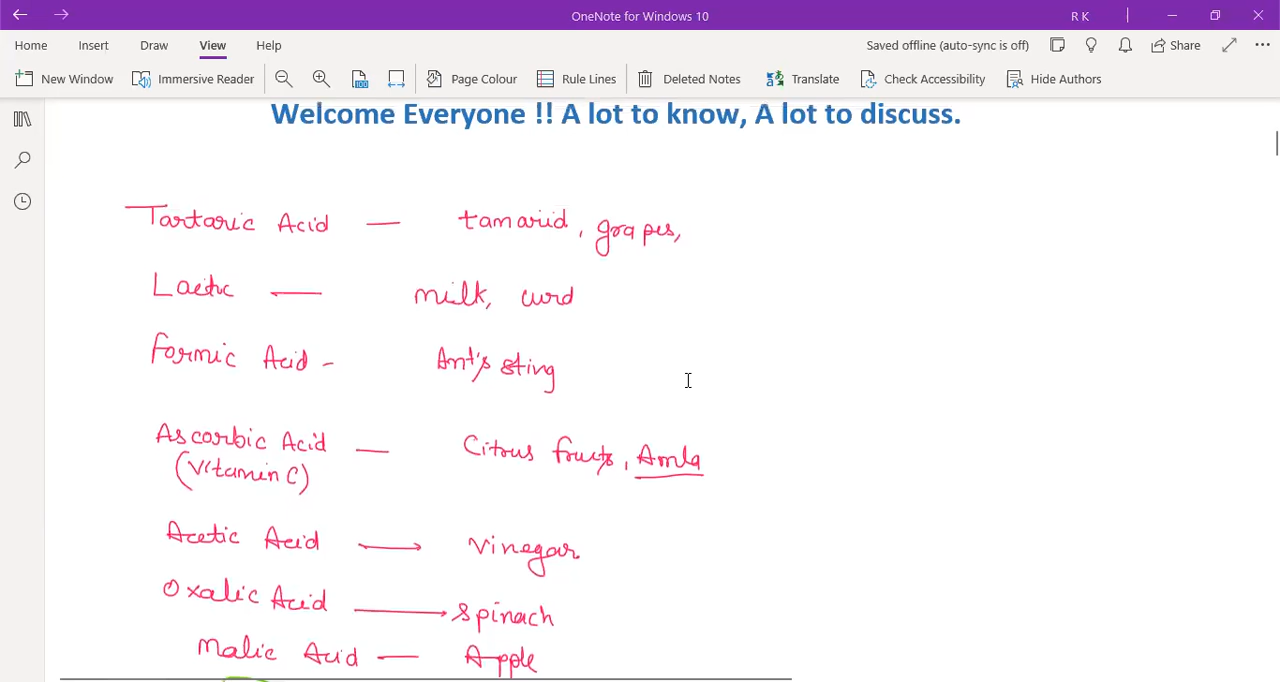 OneNote for Windows 10
R K
Home Insert Draw View Help
Saved offline (auto-sync is off) Share
New Window Immersive Reader 100 Page Colour Rule Lines Deleted Notes Translate Check Accessibility Hide Authors
Welcome Everyone !! A lot to know, A lot to discuss.
Tartaric Acid — tamarid, grapes,
Lactic — milk, curd
Formic Acid - Ant's sting
Ascorbic Acid — Citrus fruits, Amla
(Vitamin C)
Acetic Acid → vinegar
Oxalic Acid → spinach
Malic Acid — Apple